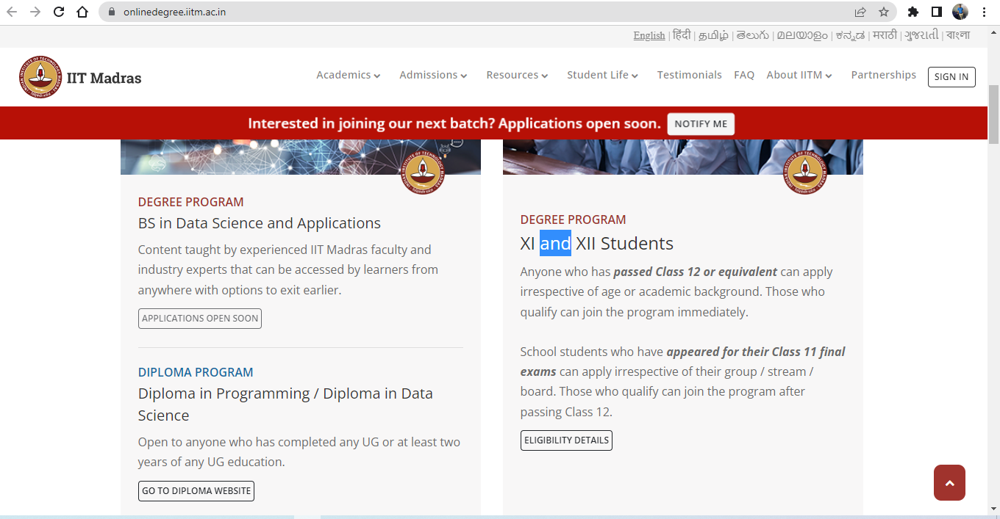 onlinedegree.iitm.ac.in
English | हिंदी | தமிழ் | తెలుగు | മലയാളം | ಕನ್ನಡ | मराठी | ગુજરાતી | বাংলা
IIT Madras
Academics Admissions Resources Student Life Testimonials FAQ About IITM Partnerships SIGN IN
Interested in joining our next batch? Applications open soon. NOTIFY ME
DEGREE PROGRAM
BS in Data Science and Applications
Content taught by experienced IIT Madras faculty and
industry experts that can be accessed by learners from
anywhere with options to exit earlier.
APPLICATIONS OPEN SOON
DIPLOMA PROGRAM
Diploma in Programming / Diploma in Data
Science
Open to anyone who has completed any UG or at least two
years of any UG education.
GO TO DIPLOMA WEBSITE
DEGREE PROGRAM
XI and XII Students
Anyone who has passed Class 12 or equivalent can apply
irrespective of age or academic background. Those who
qualify can join the program immediately.
School students who have appeared for their Class 11 final
exams can apply irrespective of their group / stream /
board. Those who qualify can join the program after
passing Class 12.
ELIGIBILITY DETAILS